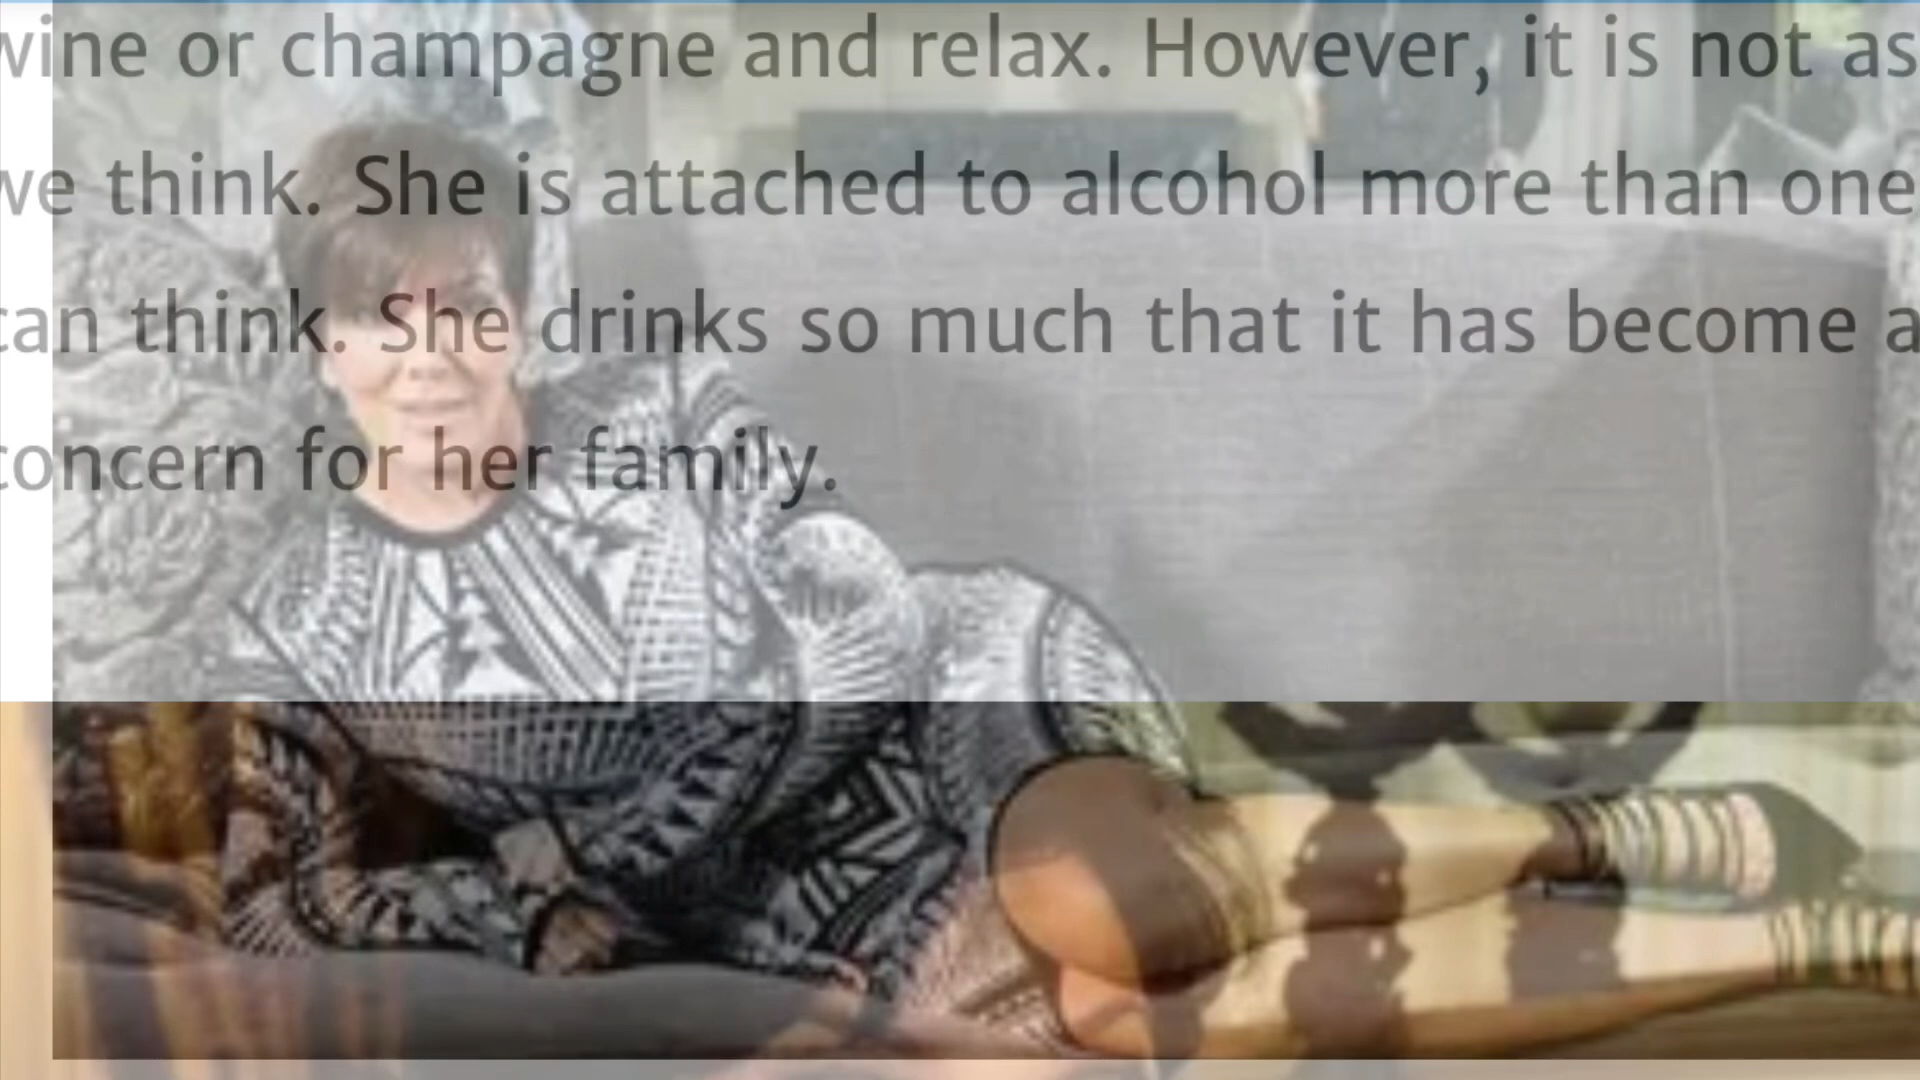 wine or champagne and relax. However, it is not as
we think. She is attached to alcohol more than one
can think. She drinks so much that it has become a
concern for her family.